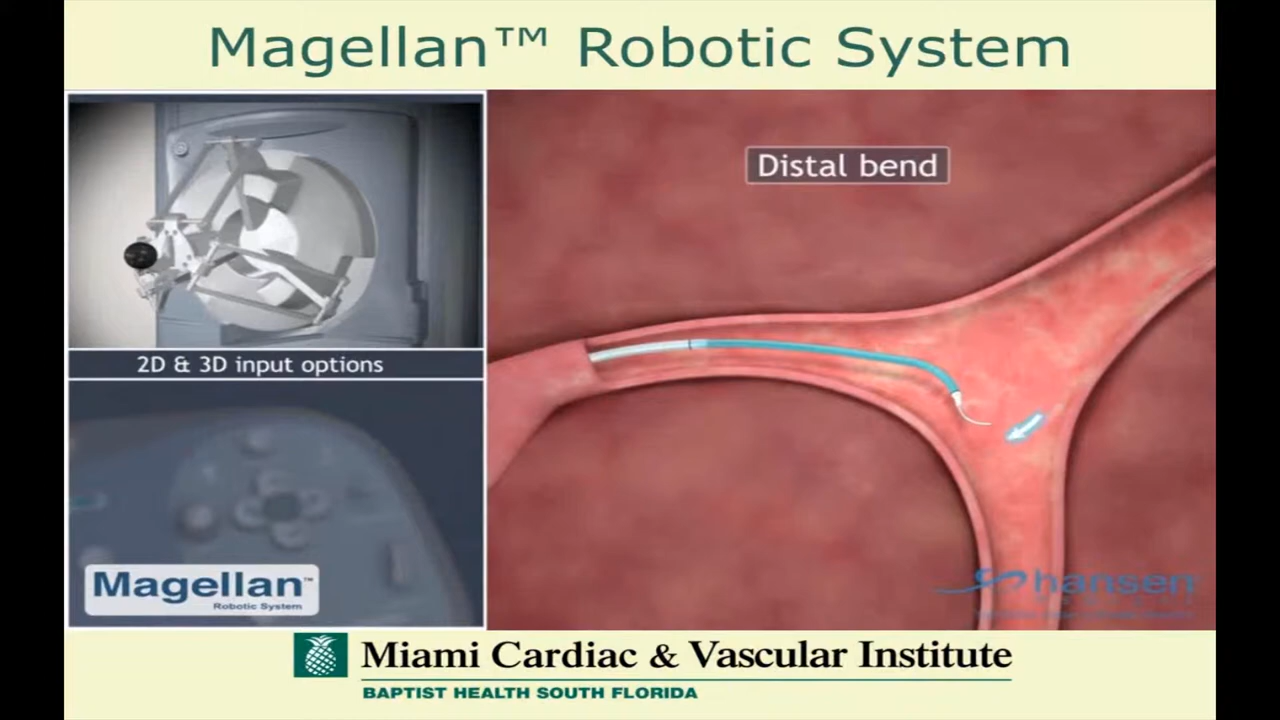 Magellan™ Robotic System
Distal bend
2D & 3D input options
Magellan™
Robotic System
hansen
Miami Cardiac & Vascular Institute
BAPTIST HEALTH SOUTH FLORIDA